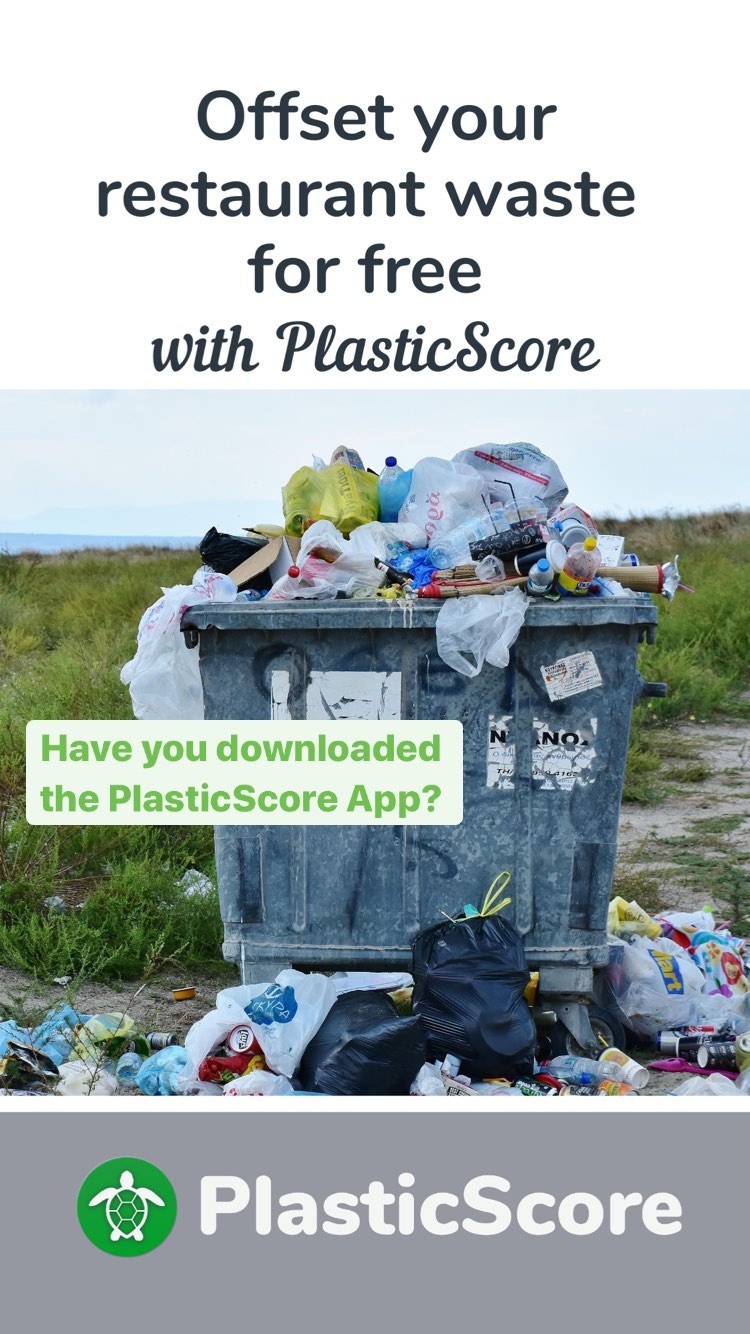 Offset your
restaurant waste
for free
with PlasticScore
Have you downloaded
the PlasticScore App?
PlasticScore